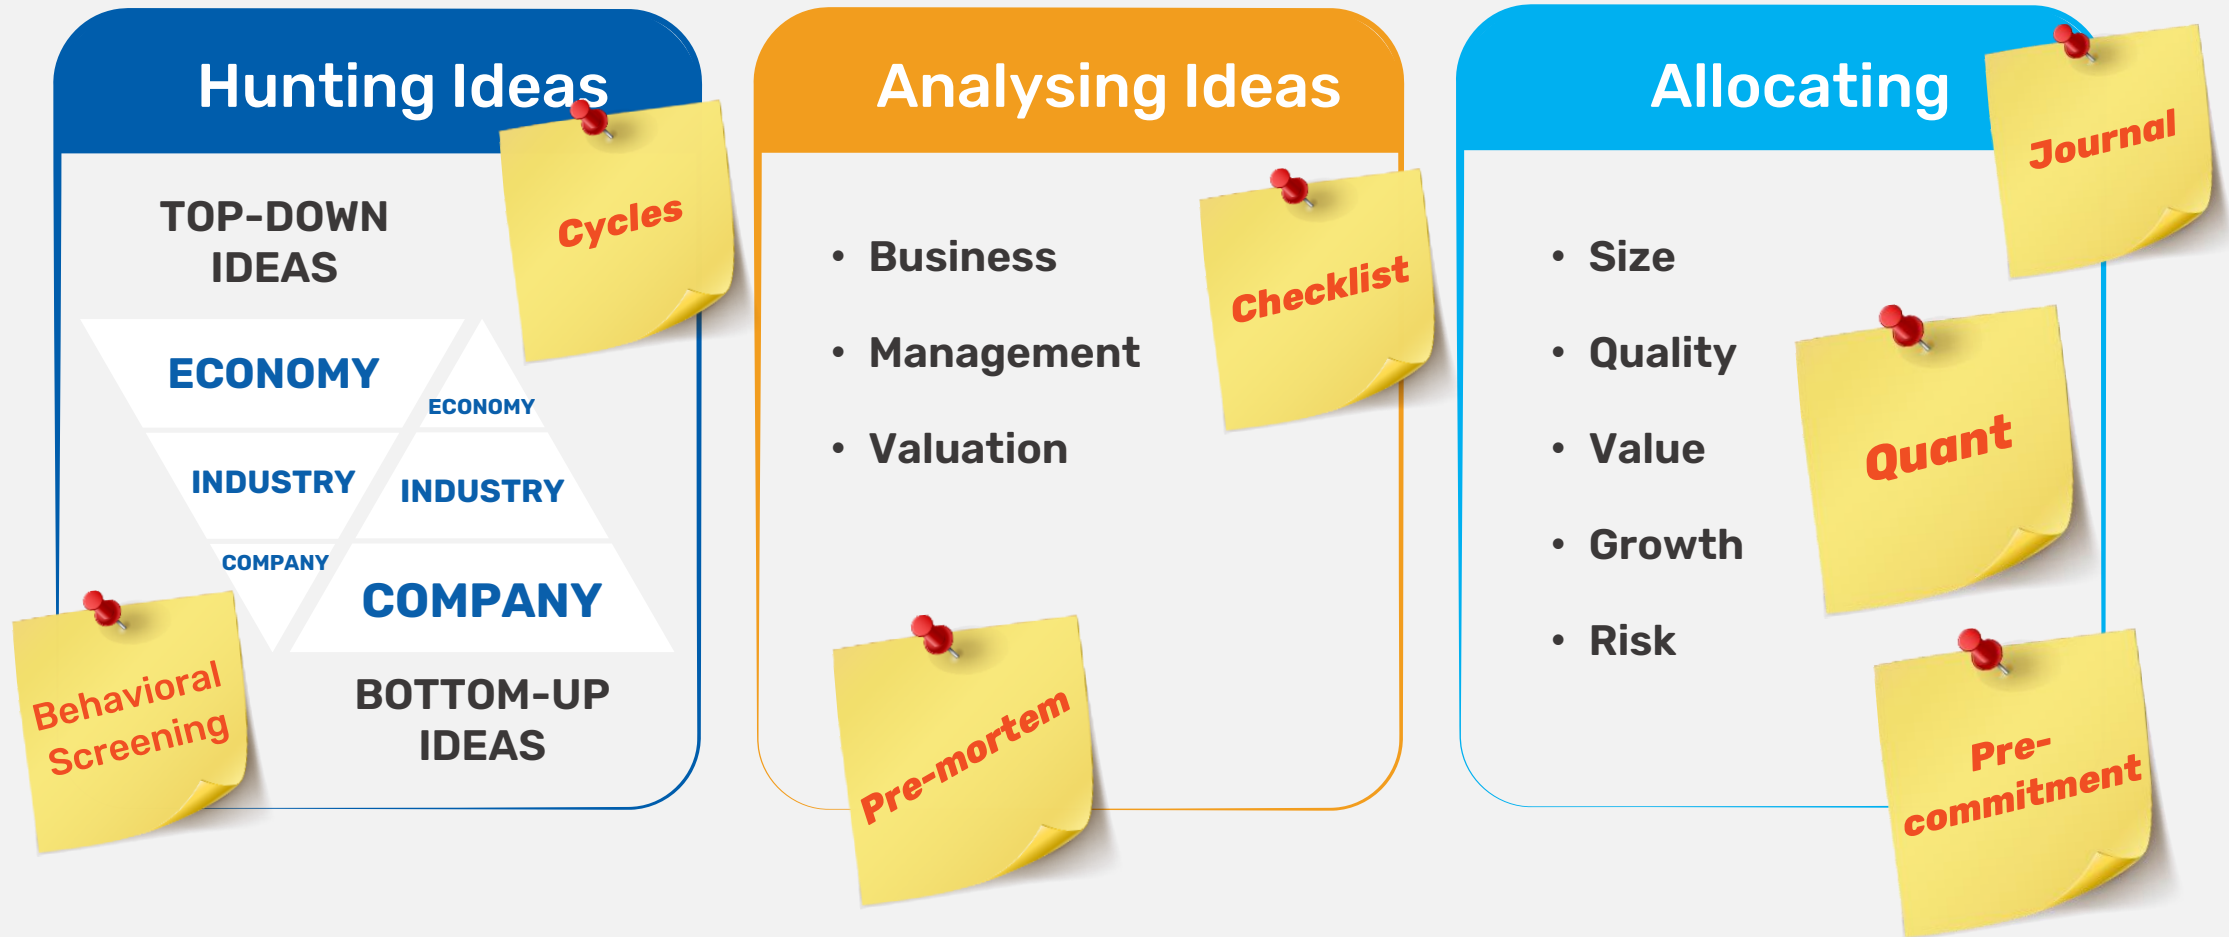 Hunting Ideas
Cycles
TOP-DOWN
IDEAS
ECONOMY
INDUSTRY
COMPANY
ECONOMY
INDUSTRY
COMPANY
BOTTOM-UP
IDEAS
Behavioral
Screening
Analysing Ideas
• Business
• Management
• Valuation
Checklist
Pre-mortem
Allocating
Journal
• Size
• Quality
• Value
• Growth
• Risk
Quant
Pre-
commitment